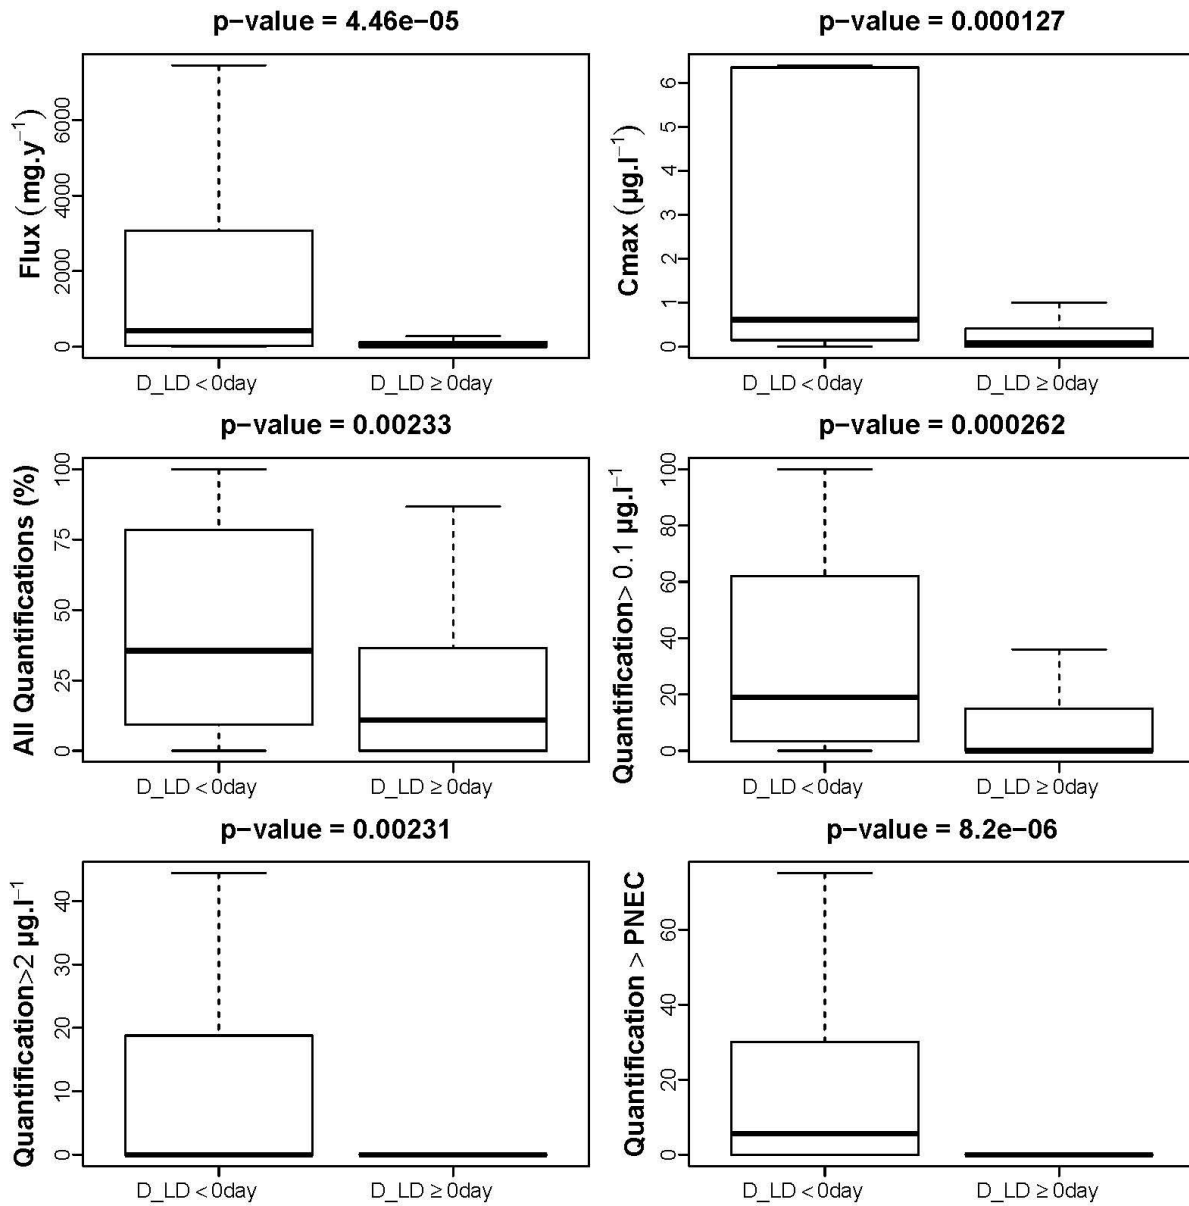 p−value = 4.46e−05
Flux (mg.y⁻¹)
0
2000
4000
6000
D_LD < 0day
D_LD ≥ 0day
p−value = 0.000127
Cmax (µg.l⁻¹)
0
1
2
3
4
5
6
D_LD < 0day
D_LD ≥ 0day
p−value = 0.00233
All Quantifications (%)
0
25
50
75
100
D_LD < 0day
D_LD ≥ 0day
p−value = 0.000262
Quantification> 0.1 µg.l⁻¹
0
20
40
60
80
100
D_LD < 0day
D_LD ≥ 0day
p−value = 0.00231
Quantification>2 µg.l⁻¹
0
10
20
30
40
D_LD < 0day
D_LD ≥ 0day
p−value = 8.2e−06
Quantification > PNEC
0
20
40
60
D_LD < 0day
D_LD ≥ 0day